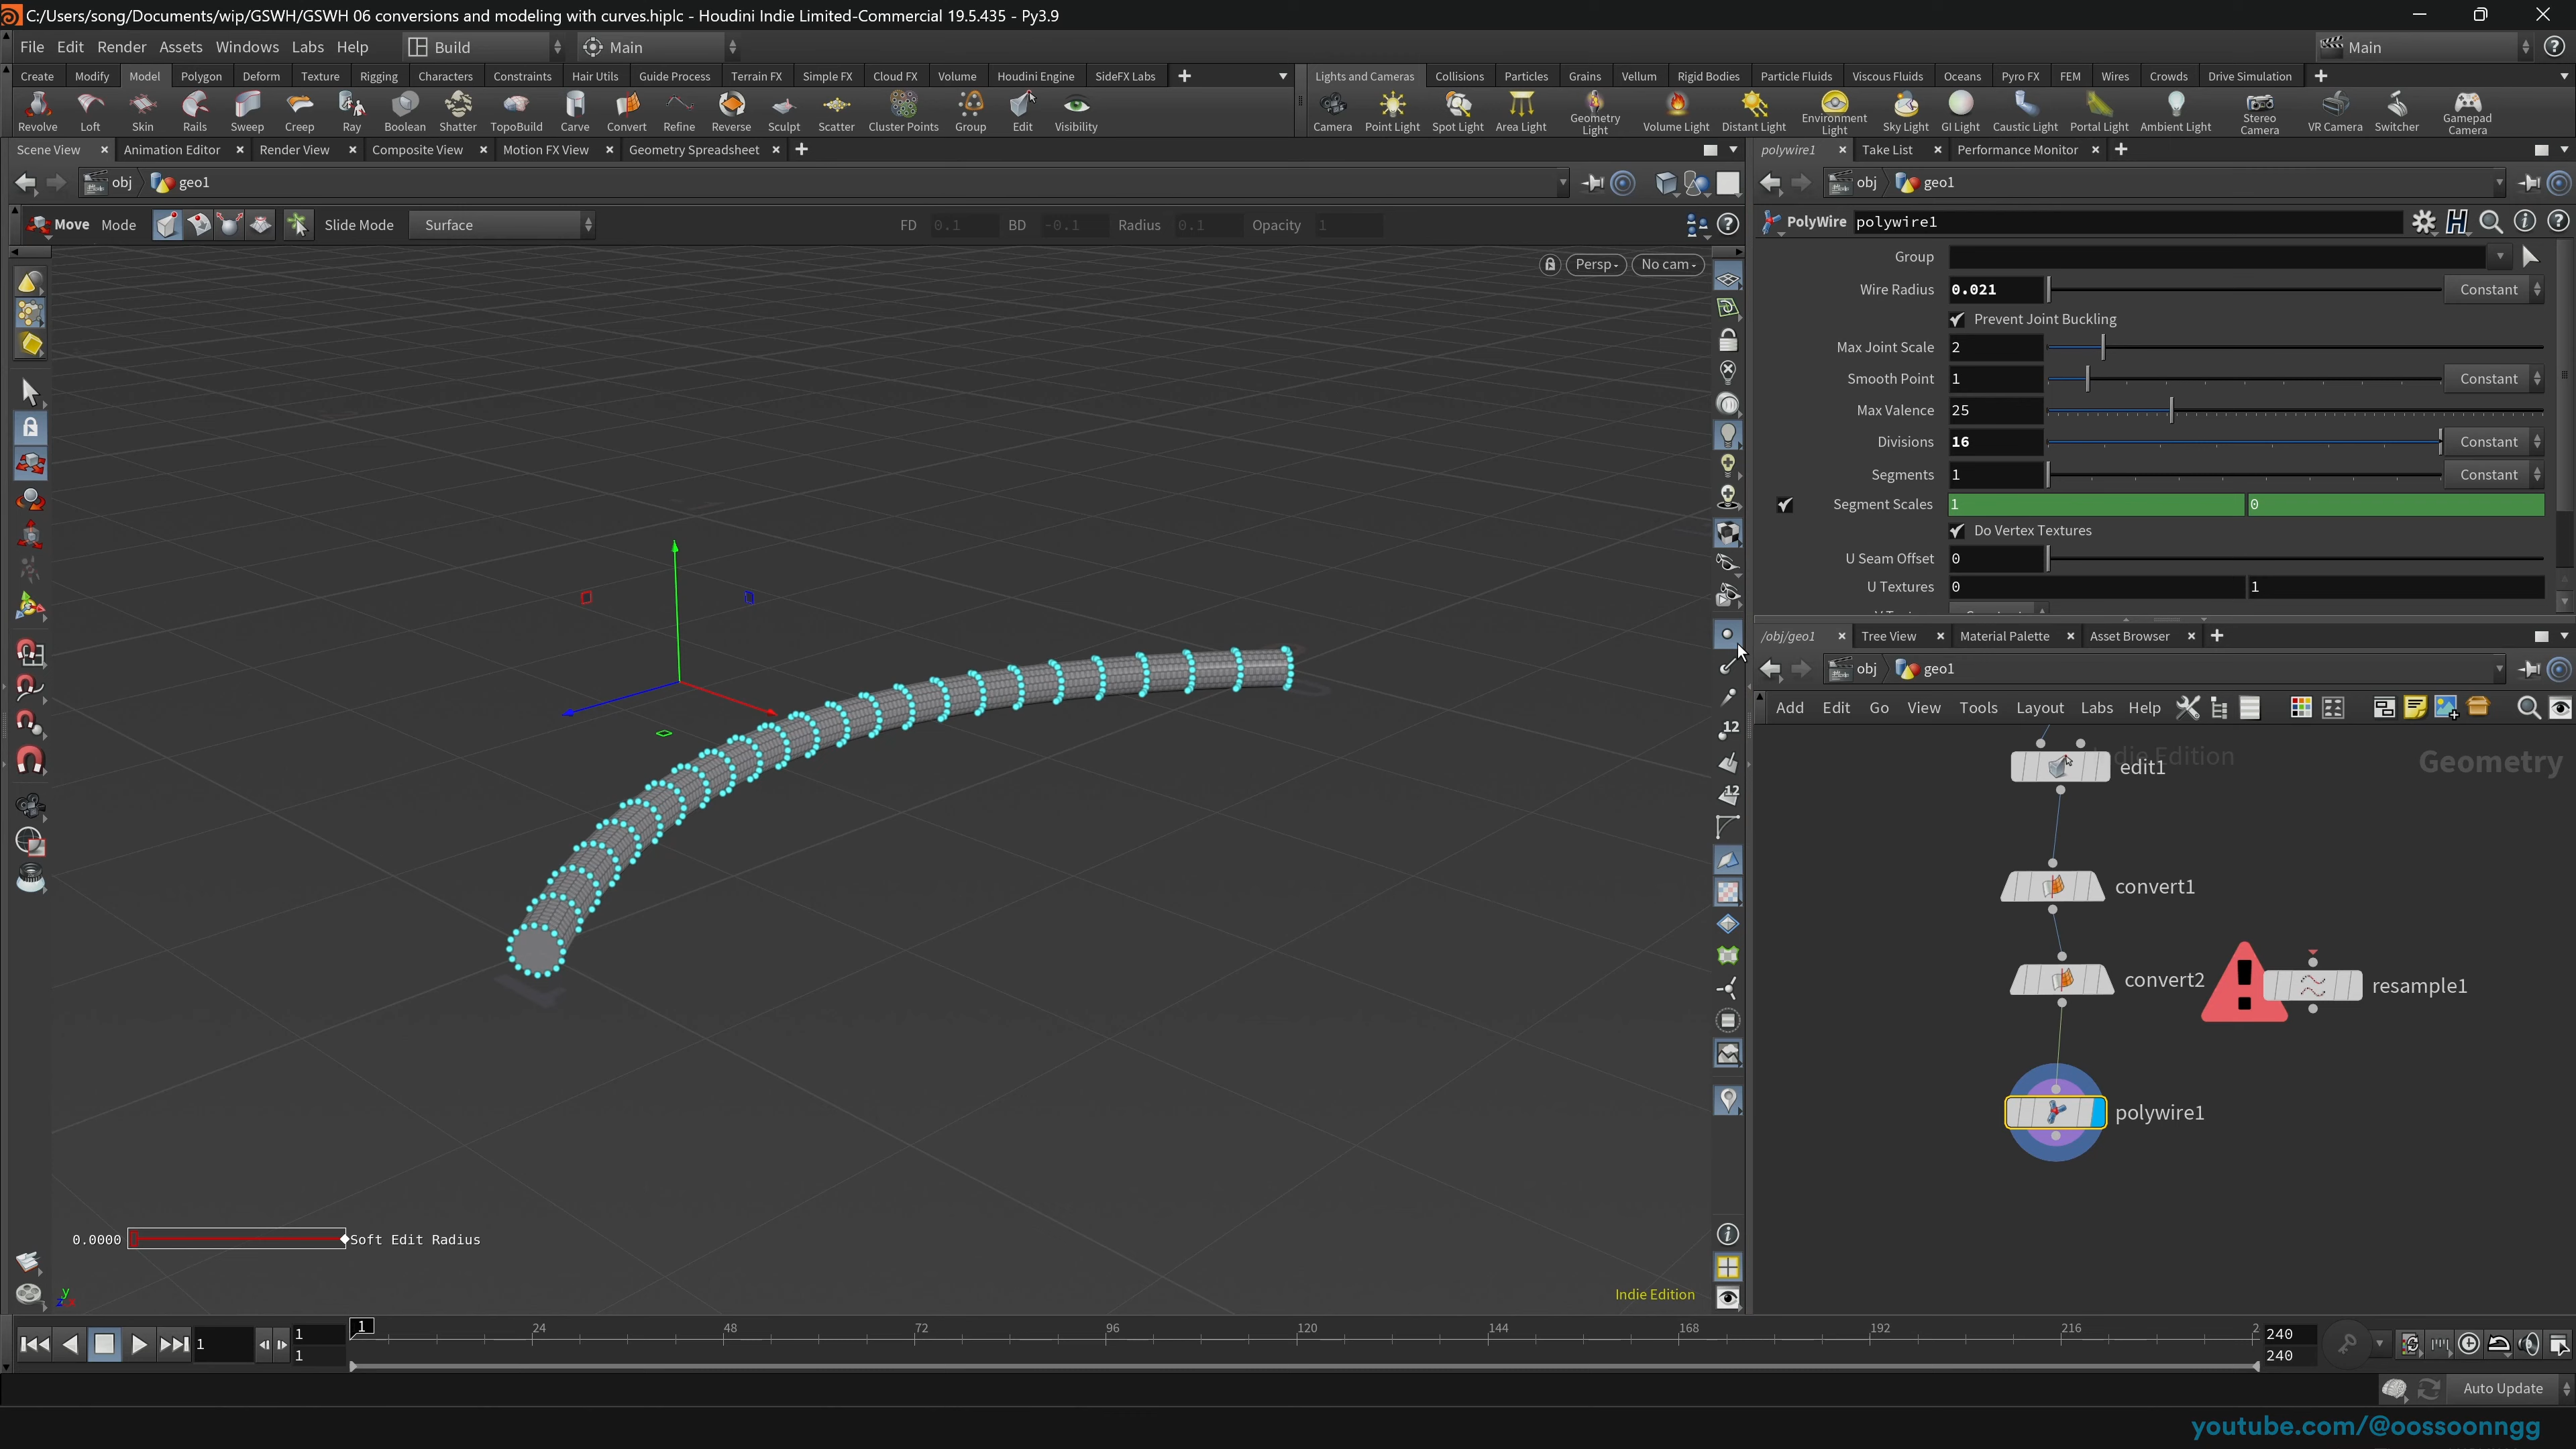 C:/Users/song/Documents/wip/GSWH/GSWH 06 conversions and modeling with curves.hiplc - Houdini Indie Limited-Commercial 19.5.435 - Py3.9
File Edit Render Assets Windows Labs Help Build Main Main
Create Modify Model Polygon Deform Texture Rigging Characters Constraints Hair Utils Guide Process Terrain FX Simple FX Cloud FX Volume Houdini Engine SideFX Labs
Lights and Cameras Collisions Particles Grains Vellum Rigid Bodies Particle Fluids Viscous Fluids Oceans Pyro FX FEM Wires Crowds Drive Simulation
Revolve Loft Skin Rails Sweep Creep Ray Boolean Shatter TopoBuild Carve Convert Refine Reverse Sculpt Scatter Cluster Points Group Edit Visibility
Camera Point Light Spot Light Area Light Geometry Light Volume Light Distant Light Environment Light Sky Light GI Light Caustic Light Portal Light Ambient Light Stereo Camera VR Camera Switcher Gamepad Camera
Scene View Animation Editor Render View Composite View Motion FX View Geometry Spreadsheet
obj geo1
Move Mode Slide Mode Surface FD 0.1 BD -0.1 Radius 0.1 Opacity 1
Persp No cam
12
12
0.0000 Soft Edit Radius
y
z x
Indie Edition
polywire1 Take List Performance Monitor
obj geo1
PolyWire polywire1
Group
Wire Radius 0.021 Constant
Prevent Joint Buckling
Max Joint Scale 2
Smooth Point 1 Constant
Max Valence 25
Divisions 16 Constant
Segments 1 Constant
Segment Scales 1 0
Do Vertex Textures
U Seam Offset 0
U Textures 0 1
/obj/geo1 Tree View Material Palette Asset Browser
obj geo1
Add Edit Go View Tools Layout Labs Help
Indie Edition
Geometry
edit1
convert1
convert2
resample1
polywire1
1 1 1 1 24 48 72 96 120 144 168 192 216 2 240 240
Auto Update
youtube.com/@oossoonngg